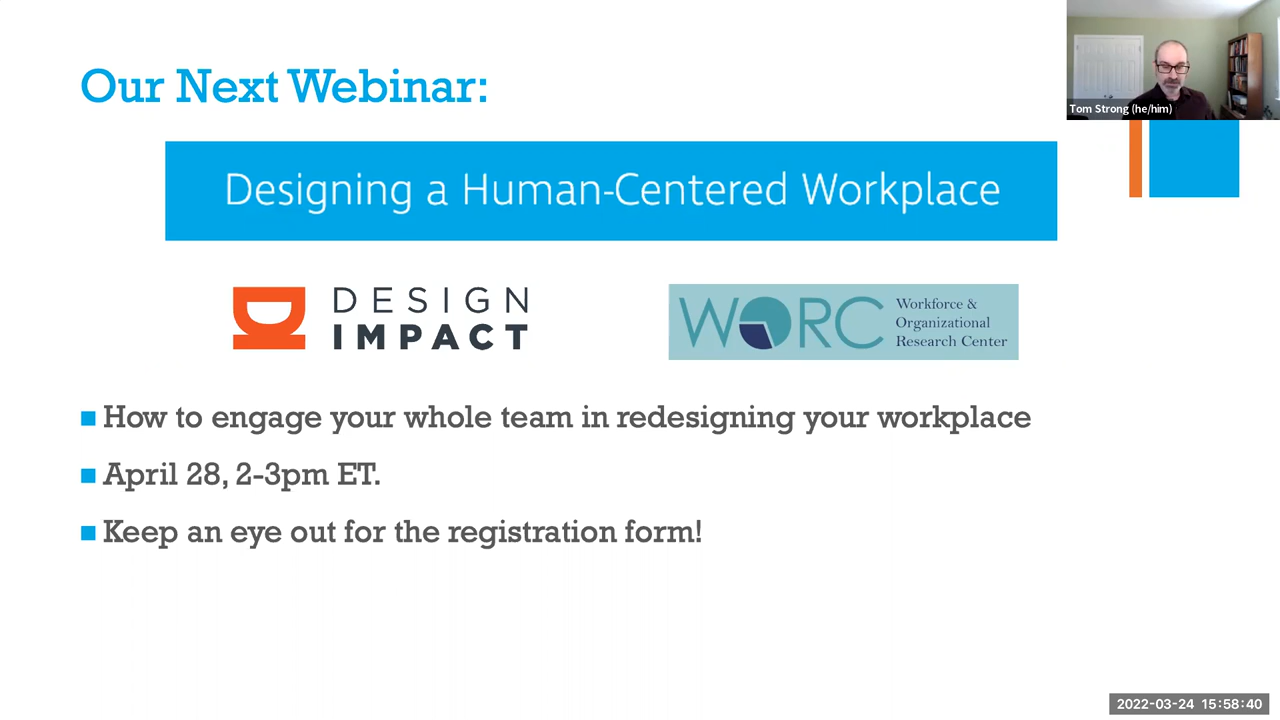 Our Next Webinar:
Tom Strong (he/him)
Designing a Human-Centered Workplace
DESIGN
IMPACT
WORC
Workforce &
Organizational
Research Center
How to engage your whole team in redesigning your workplace
April 28, 2-3pm ET.
Keep an eye out for the registration form!
2022-03-24 15:58:40